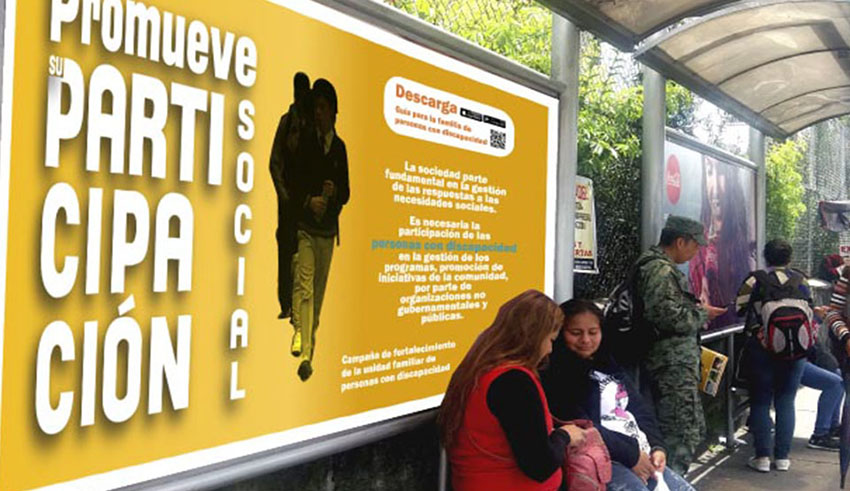 Promueve
SU
PARTI
CIPA
CIÓN
SOCIAL
Descarga
Guía para la familia de
personas con discapacidad
La sociedad parte
fundamental en la gestión
de las respuestas a las
necesidades sociales.
Es necesaria la
participación de las
personas con discapacidad
en la gestión de los
programas, promoción de
iniciativas de la comunidad,
por parte de
organizaciones no
gubernamentales y
públicas.
Campaña de fortalecimiento
de la unidad familiar de
personas con discapacidad